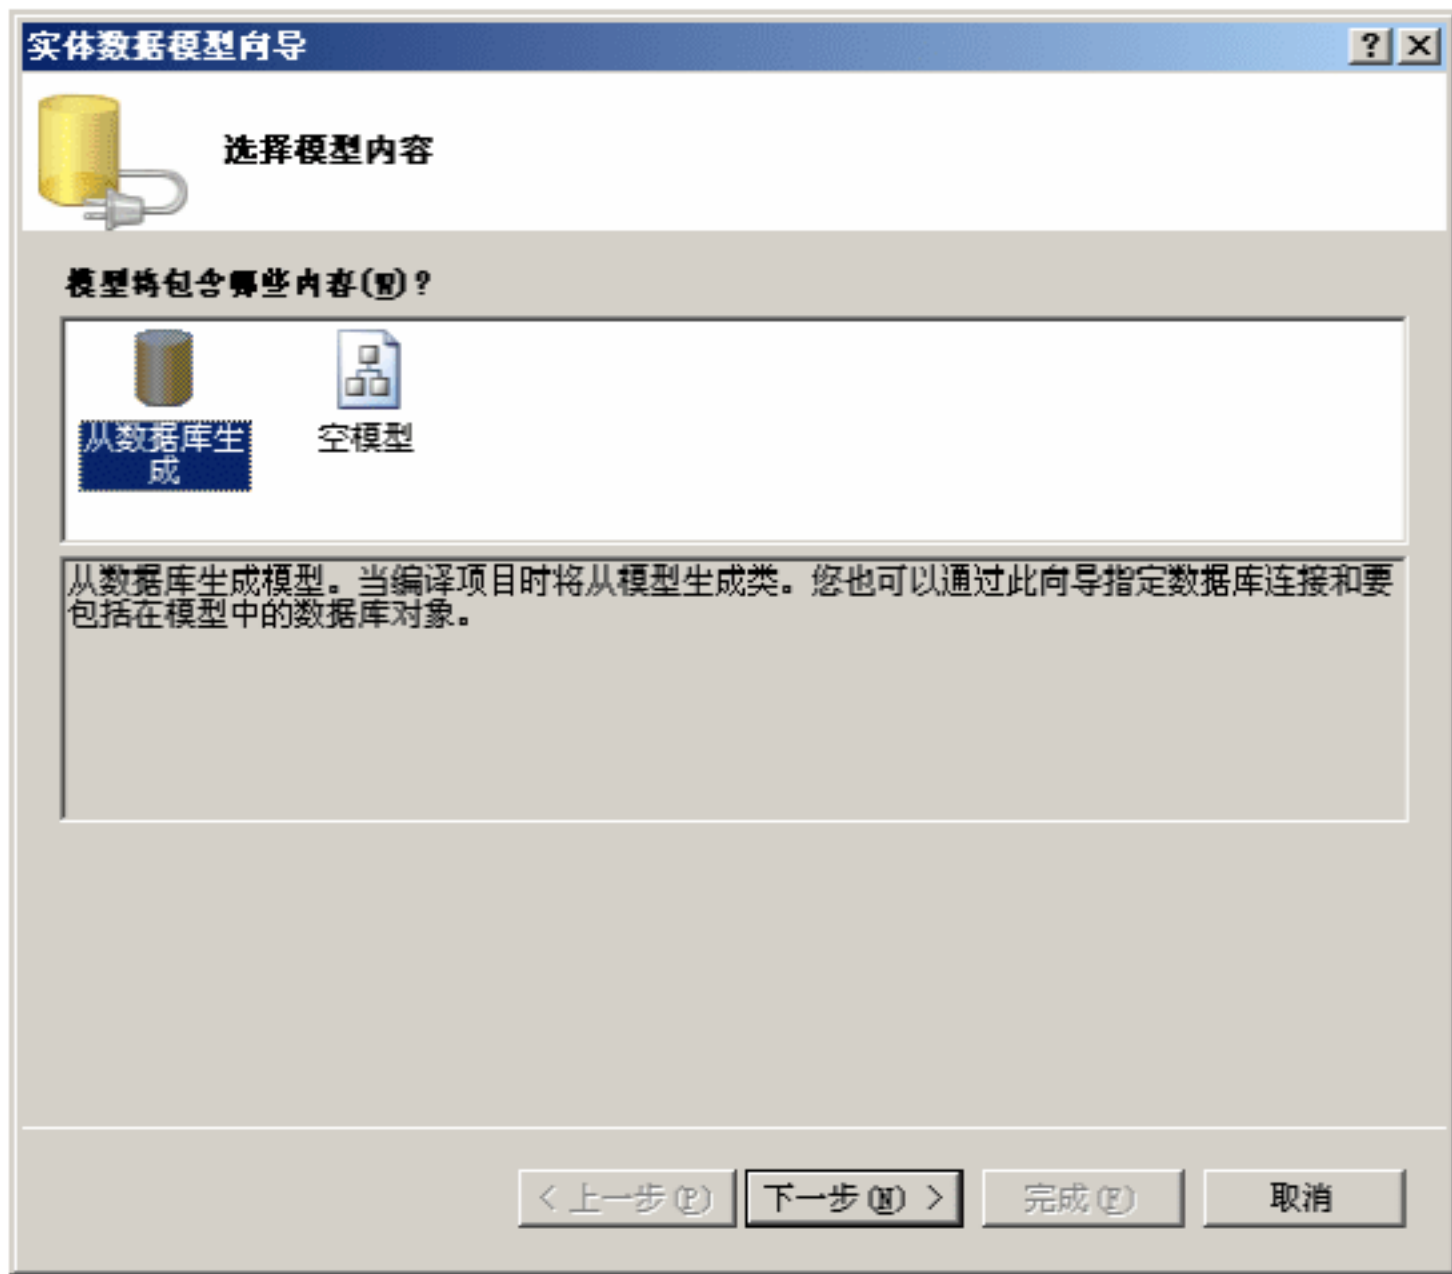 实体数据模型向导
选择模型内容
模型将包含哪些内容(W)?
从数据库生
成
空模型
从数据库生成模型。当编译项目时将从模型生成类。您也可以通过此向导指定数据库连接和要
包括在模型中的数据库对象。
< 上一步(P)
下一步(N) >
完成(F)
取消